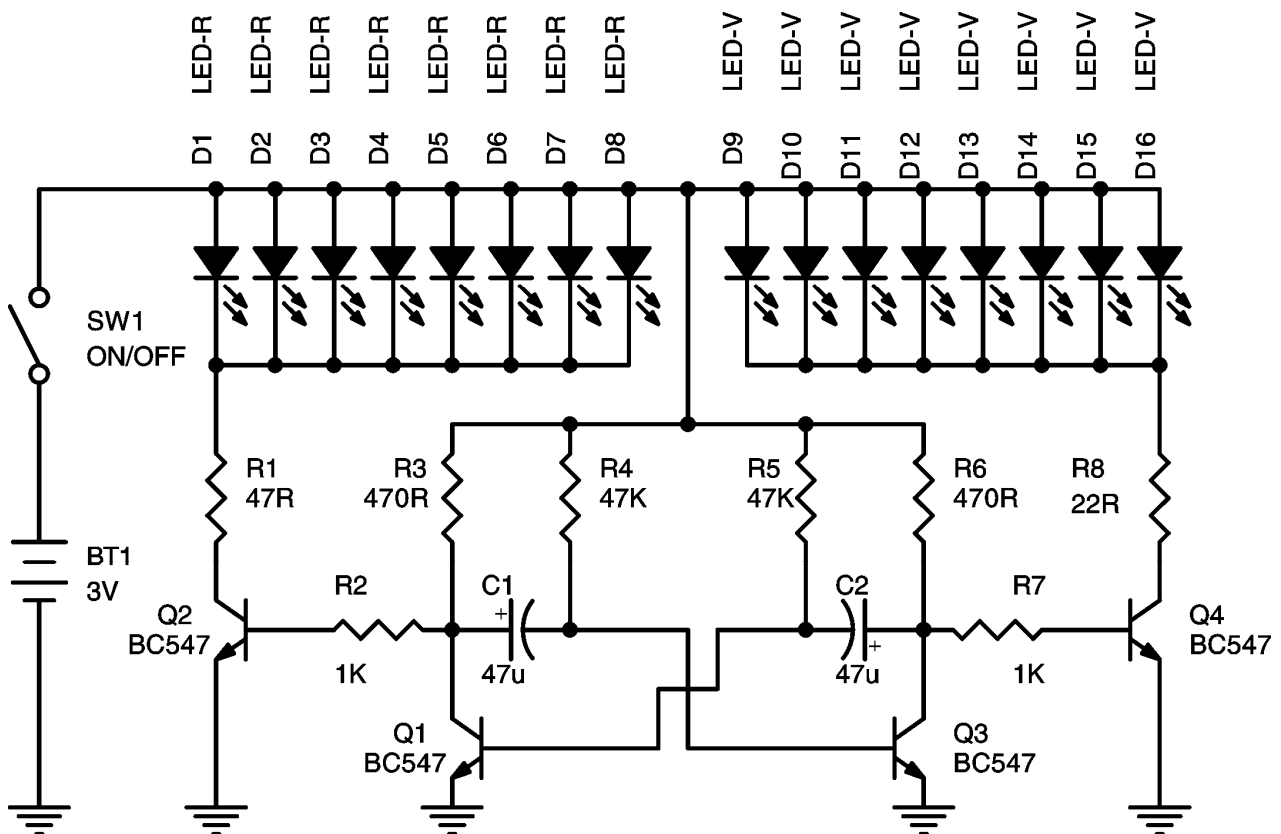 LED-R LED-R LED-R LED-R LED-R LED-R LED-R LED-R LED-V LED-V LED-V LED-V LED-V LED-V LED-V LED-V
D1 D2 D3 D4 D5 D6 D7 D8 D9 D10 D11 D12 D13 D14 D15 D16
SW1
ON/OFF
R1
47R
R3
470R
R4
47K
R5
47K
R6
470R
R8
22R
BT1
3V
Q2
BC547
R2
1K
C1
+
47u
C2
+
47u
R7
1K
Q4
BC547
Q1
BC547
Q3
BC547